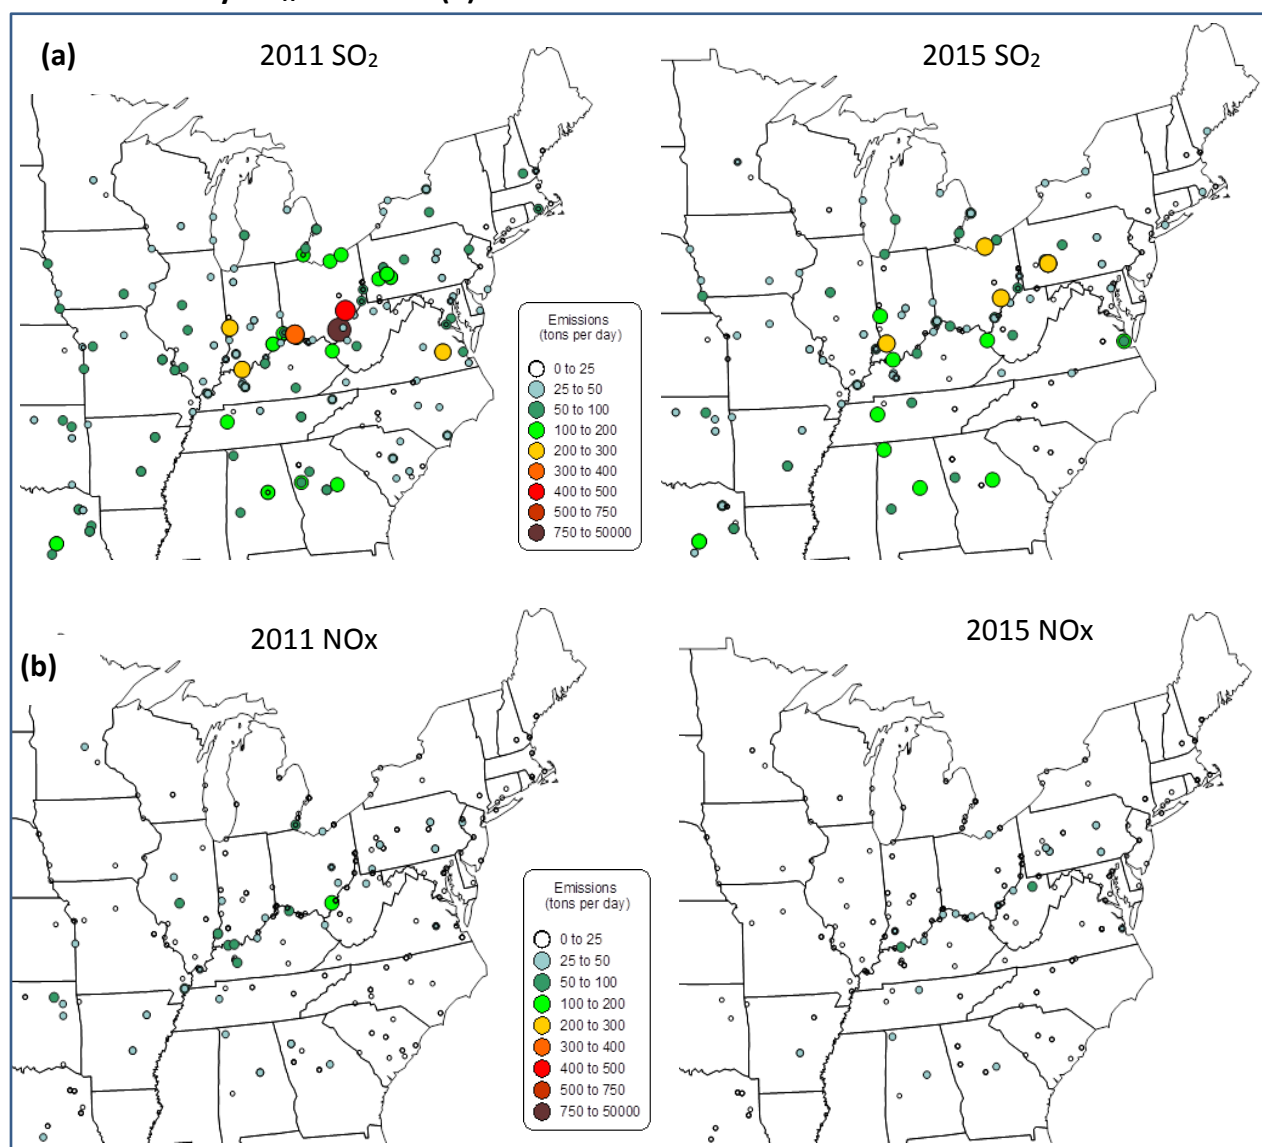 (a)
2011 SO₂
2015 SO₂
Emissions
(tons per day)
0 to 25
25 to 50
50 to 100
100 to 200
200 to 300
300 to 400
400 to 500
500 to 750
750 to 50000
(b)
2011 NOx
2015 NOx
Emissions
(tons per day)
0 to 25
25 to 50
50 to 100
100 to 200
200 to 300
300 to 400
400 to 500
500 to 750
750 to 50000